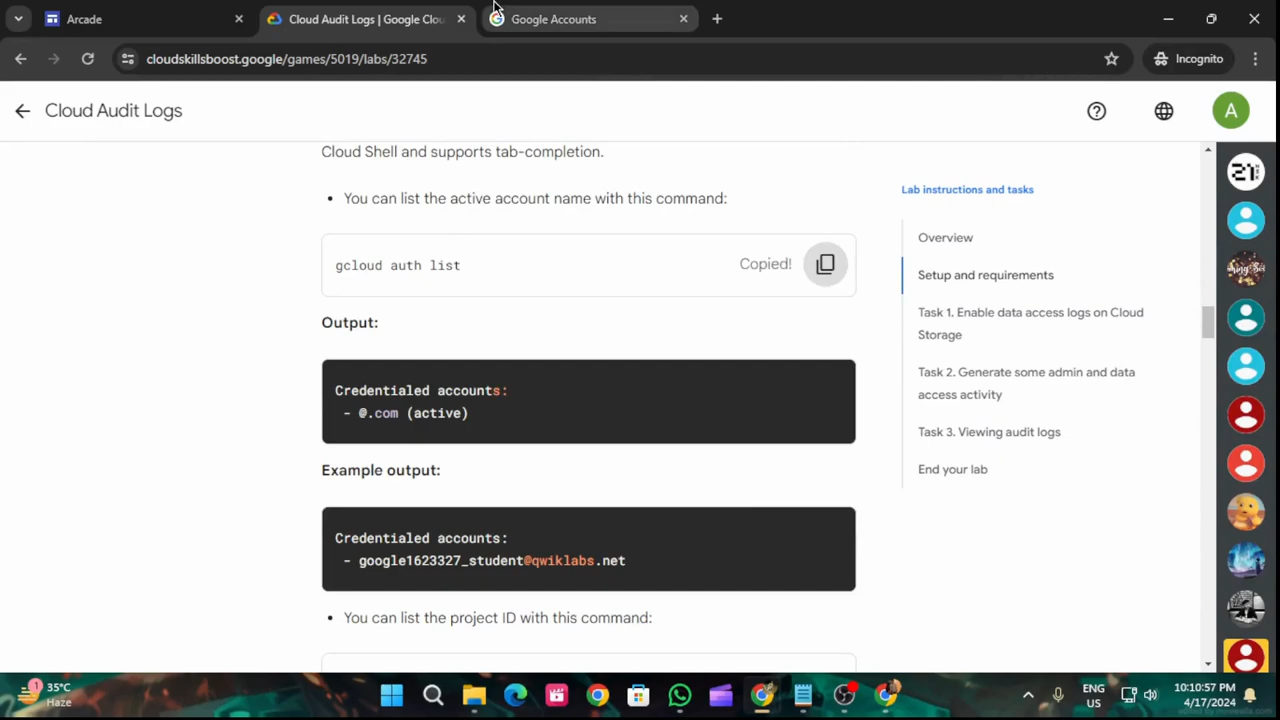 Arcade
Cloud Audit Logs | Google Clou
Google Accounts
cloudskillsboost.google/games/5019/labs/32745
Incognito
Cloud Audit Logs
A
Cloud Shell and supports tab-completion.
• You can list the active account name with this command:
gcloud auth list
Copied!
Output:
Credentialed accounts:
- @.com (active)
Example output:
Credentialed accounts:
- google1623327_student@qwiklabs.net
• You can list the project ID with this command:
Lab instructions and tasks
Overview
Setup and requirements
Task 1. Enable data access logs on Cloud
Storage
Task 2. Generate some admin and data
access activity
Task 3. Viewing audit logs
End your lab
1
35°C
Haze
ENG
US
10:10:57 PM
4/17/2024